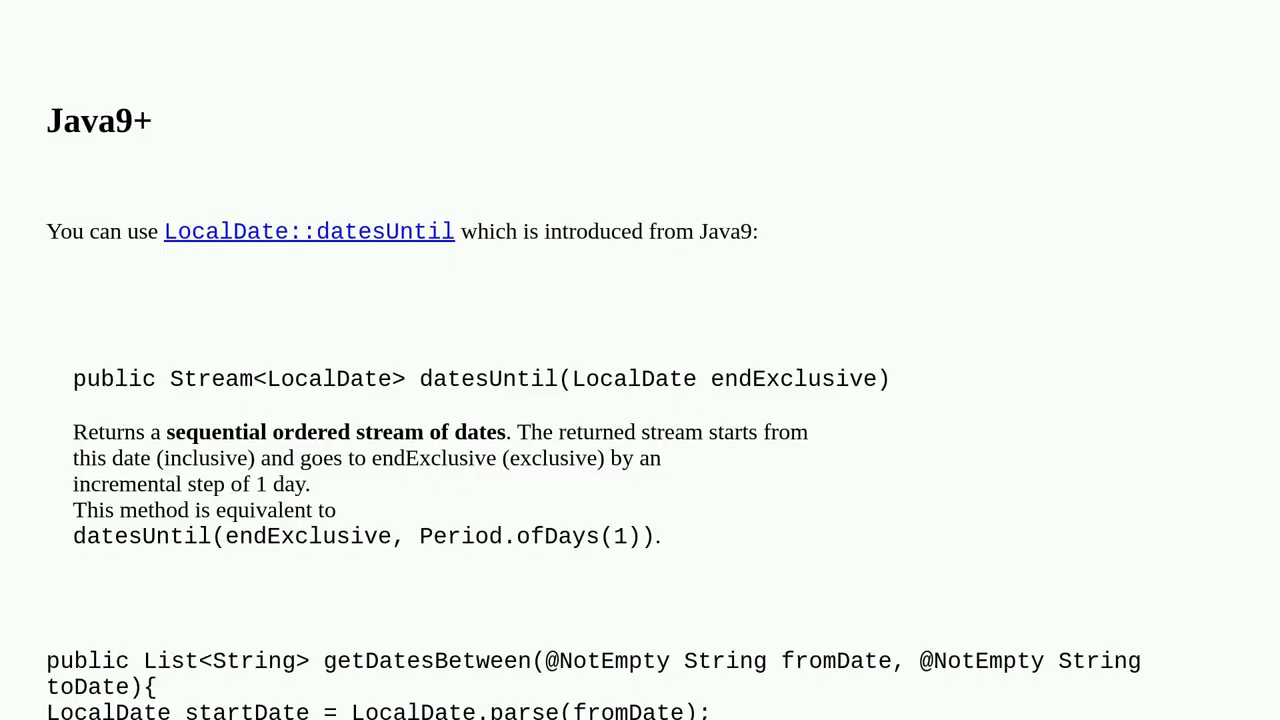 Java9+
You can use LocalDate::datesUntil which is introduced from Java9:
public Stream<LocalDate> datesUntil(LocalDate endExclusive)
Returns a sequential ordered stream of dates. The returned stream starts from
this date (inclusive) and goes to endExclusive (exclusive) by an
incremental step of 1 day.
This method is equivalent to
datesUntil(endExclusive, Period.ofDays(1)).
public List<String> getDatesBetween(@NotEmpty String fromDate, @NotEmpty String
toDate){
LocalDate startDate = LocalDate.parse(fromDate);